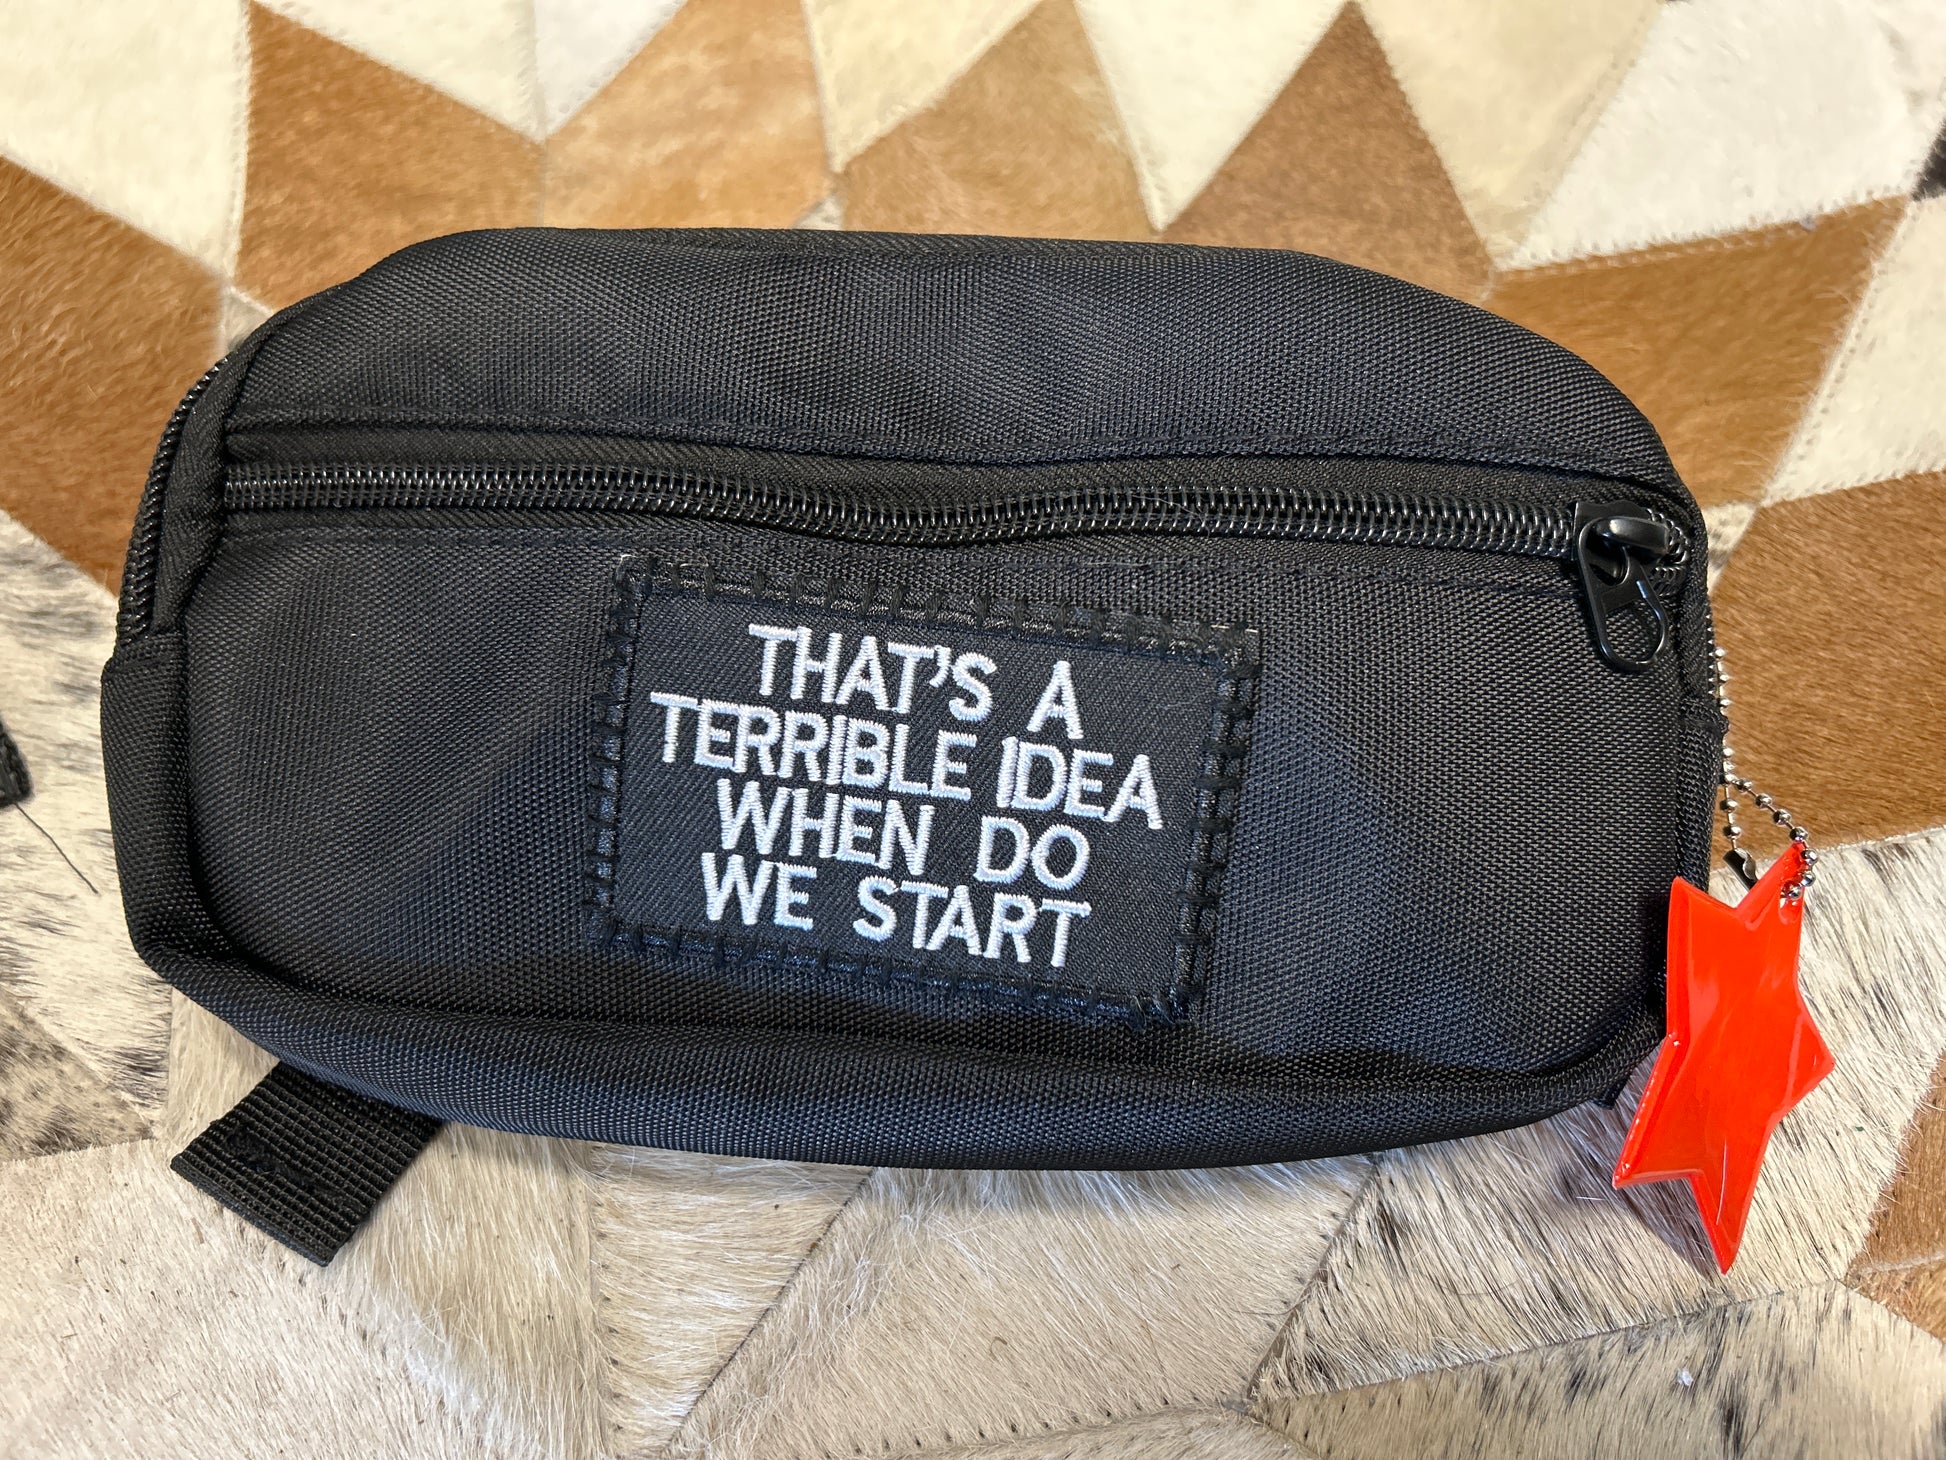 THAT'S A
TERRIBLE IDEA
WHEN DO
WE START